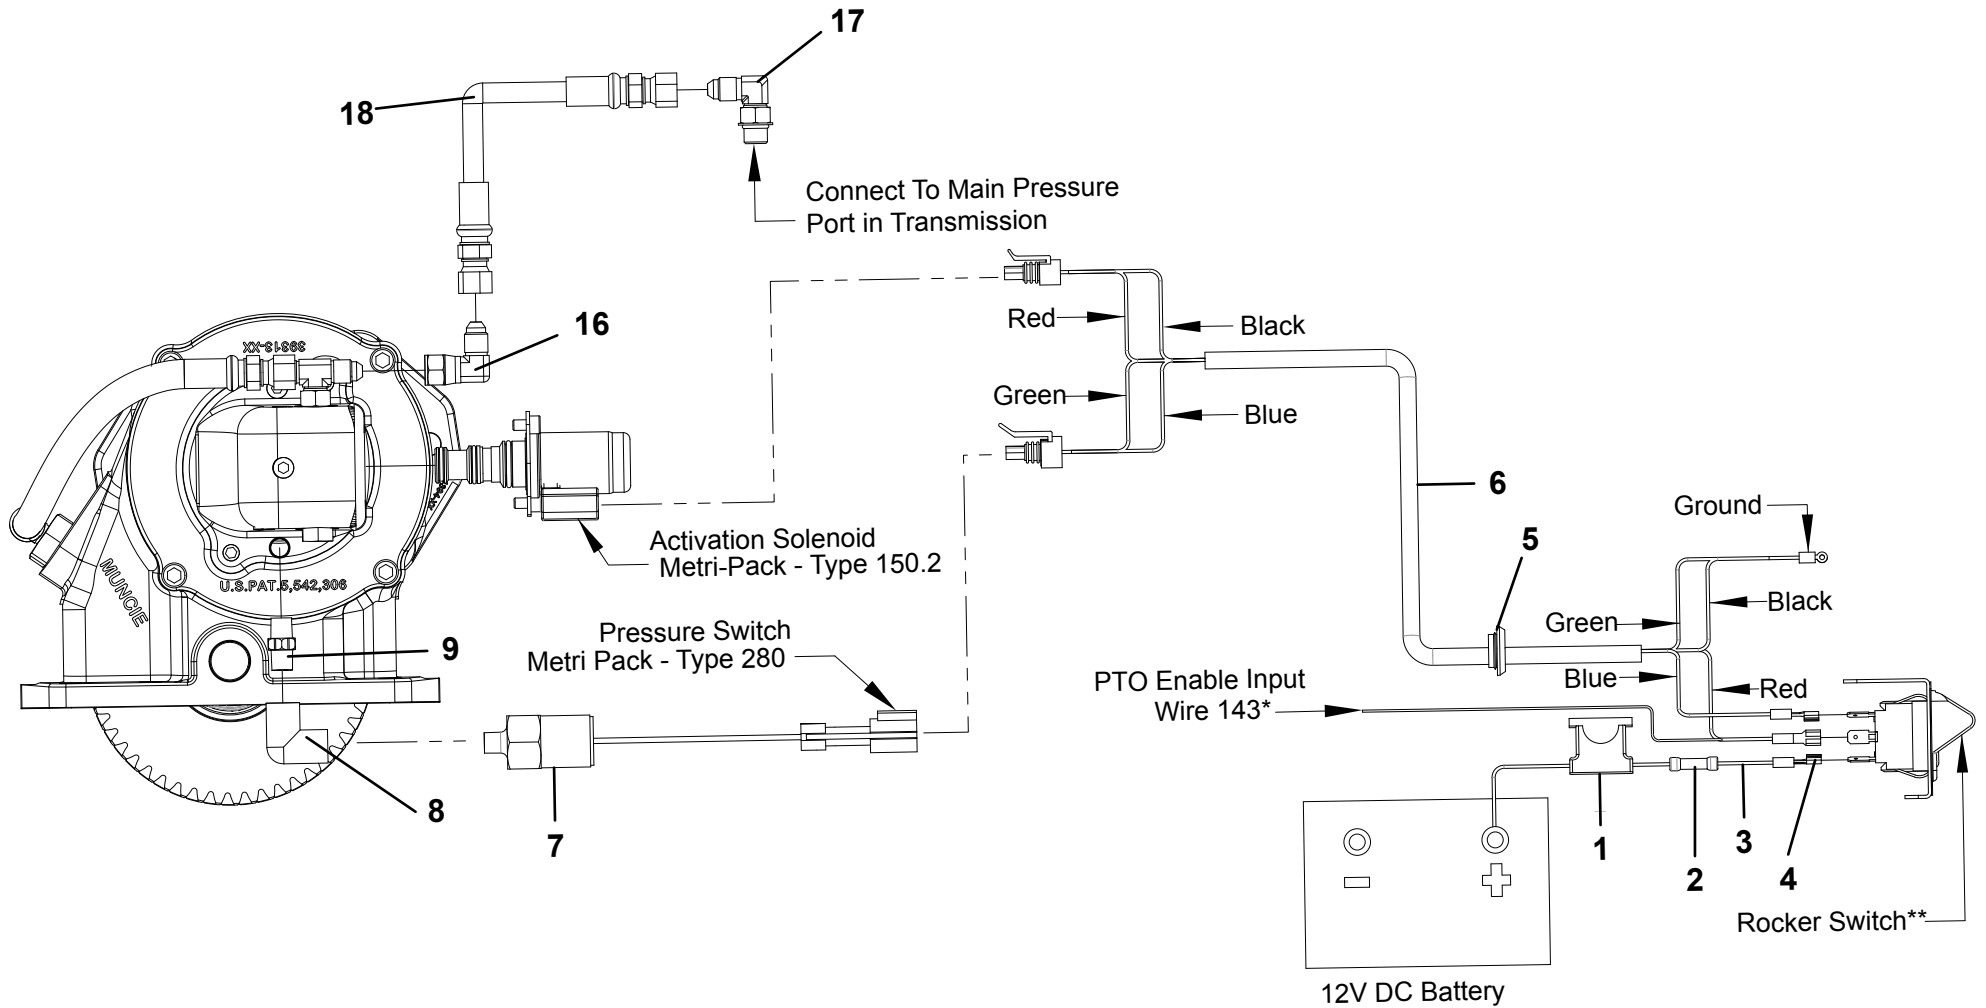 17
18
Connect To Main Pressure
Port in Transmission
16
39313-XX
Red
Black
Green
Blue
6
Ground
5
Activation Solenoid
Metri-Pack - Type 150.2
U.S.PAT.5,542,306
MUNCIE
Black
Green
Pressure Switch
Metri Pack - Type 280
9
PTO Enable Input
Wire 143*
Blue
Red
8
7
1
2
3
4
Rocker Switch**
12V DC Battery